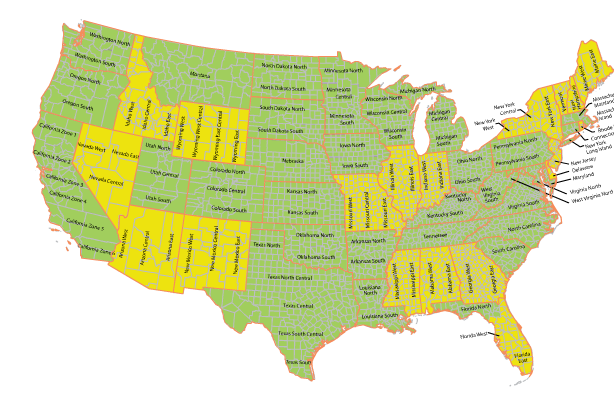 Washington North
Washington South
Oregon North
Oregon South
California Zone 1
California Zone 2
California Zone 3
California Zone 4
California Zone 5
California Zone 6
Nevada West
Nevada East
Nevada Central
Idaho West
Idaho Central
Idaho East
Montana
Wyoming West
Wyoming West Central
Wyoming East Central
Wyoming East
Utah North
Utah Central
Utah South
Colorado North
Colorado Central
Colorado South
Arizona West
Arizona Central
Arizona East
New Mexico West
New Mexico Central
New Mexico East
North Dakota North
North Dakota South
South Dakota North
South Dakota South
Nebraska
Kansas North
Kansas South
Oklahoma North
Oklahoma South
Texas North
Texas North Central
Texas Central
Texas South Central
Texas South
Minnesota North
Minnesota
Central
Minnesota
South
Iowa North
Iowa South
Missouri West
Missouri Central
Missouri East
Arkansas North
Arkansas South
Louisiana
North
Louisiana South
Wisconsin North
Wisconsin Central
Wisconsin
South
Michigan North
Michigan
Central
Michigan
South
Illinois West
Illinois East
Indiana West
Indiana East
Ohio North
Ohio South
Kentucky
North
Kentucky South
Tennessee
Mississippi West
Mississippi East
Alabama West
Alabama East
Georgia West
Georgia East
Florida North
Florida West
Florida
East
South Carolina
North Carolina
Virginia South
West
Virginia
South
Pennsylvania North
Pennsylvania South
New York
Central
New York
West
New York East
Vermont
New
Maine West
Maine East
Massachu
Mainland
Massachu
Island
Rhode
Connectic
New York
Long Island
New Jersey
Delaware
Maryland
Virginia North
West Virginia North